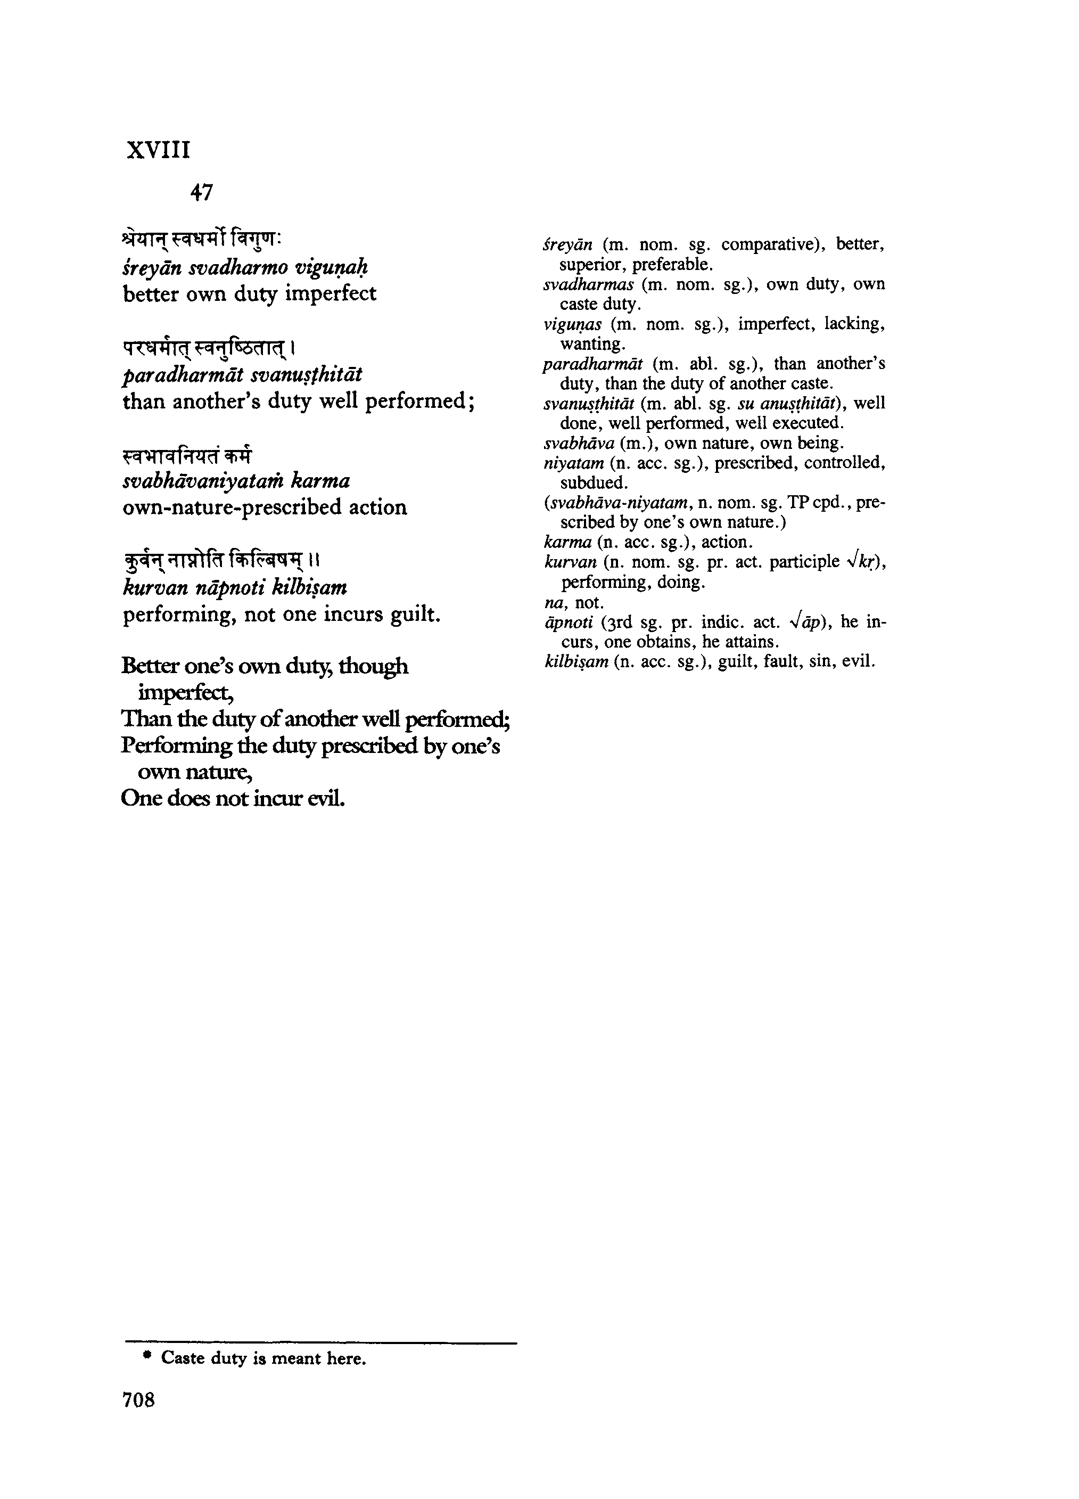 XVIII
47
श्रेयान् स्वधर्मो विगुणः
śreyān svadharmo viguṇaḥ
better own duty imperfect
परधर्मात् स्वनुष्ठितात् ।
paradharmāt svanuṣṭhitāt
than another's duty well performed;
स्वभावनियतं कर्म
svabhāvaniyataṁ karma
own-nature-prescribed action
कुर्वन् नाप्नोति किल्बिषम् ॥
kurvan nāpnoti kilbiṣam
performing, not one incurs guilt.
Better one's own duty, though
imperfect,
Than the duty of another well performed;
Performing the duty prescribed by one's
own nature,
One does not incur evil.
śreyān (m. nom. sg. comparative), better,
superior, preferable.
svadharmas (m. nom. sg.), own duty, own
caste duty.
viguṇas (m. nom. sg.), imperfect, lacking,
wanting.
paradharmāt (m. abl. sg.), than another's
duty, than the duty of another caste.
svanuṣṭhitāt (m. abl. sg. su anuṣṭhitāt), well
done, well performed, well executed.
svabhāva (m.), own nature, own being.
niyatam (n. acc. sg.), prescribed, controlled,
subdued.
(svabhāva-niyatam, n. nom. sg. TP cpd., pre-
scribed by one's own nature.)
karma (n. acc. sg.), action.
kurvan (n. nom. sg. pr. act. participle √kṛ),
performing, doing.
na, not.
āpnoti (3rd sg. pr. indic. act. √āp), he in-
curs, one obtains, he attains.
kilbiṣam (n. acc. sg.), guilt, fault, sin, evil.
* Caste duty is meant here.
708